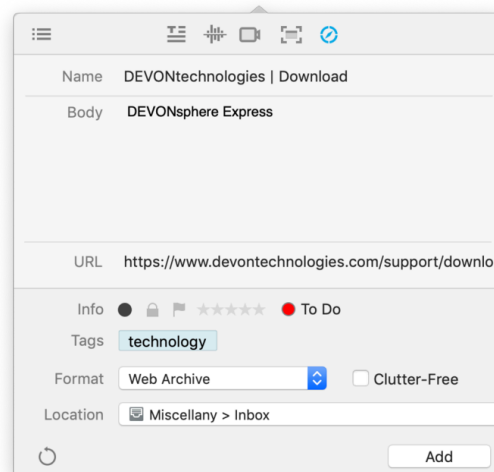 Name DEVONtechnologies | Download
Body DEVONsphere Express
URL https://www.devontechnologies.com/support/downlo
Info To Do
Tags technology
Format Web Archive Clutter-Free
Location Miscellany > Inbox
Add